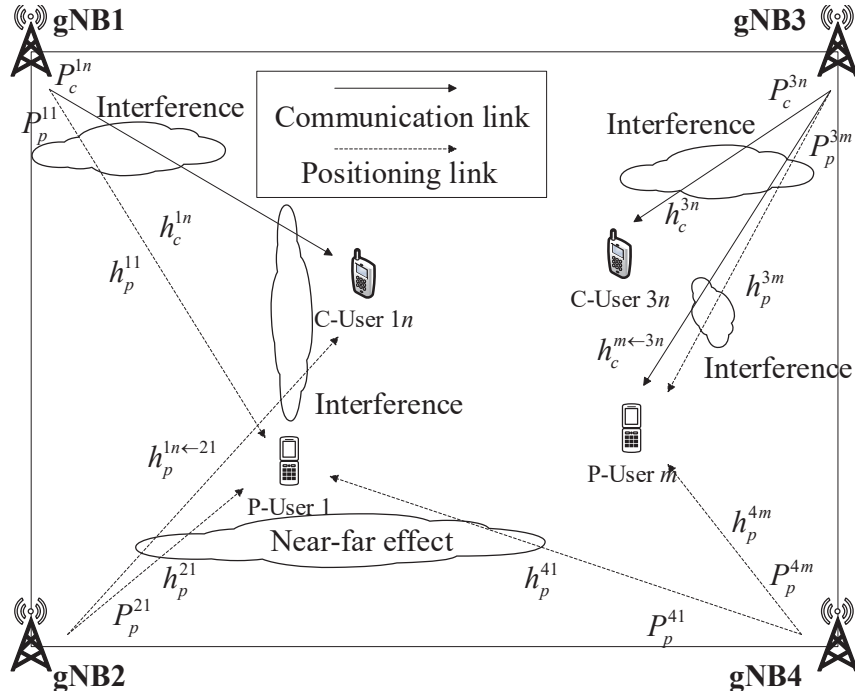 gNB1
gNB3
P_c^{1n}
P_c^{3n}
Interference
Communication link
Positioning link
Interference
P_p^{11}
P_p^{3m}
h_c^{1n}
h_c^{3n}
h_p^{11}
h_p^{3m}
C-User 1n
C-User 3n
h_c^{m←3n}
Interference
Interference
h_p^{1n←21}
P-User 1
P-User m
Near-far effect
h_p^{4m}
h_p^{21}
h_p^{41}
P_p^{4m}
P_p^{21}
P_p^{41}
gNB2
gNB4